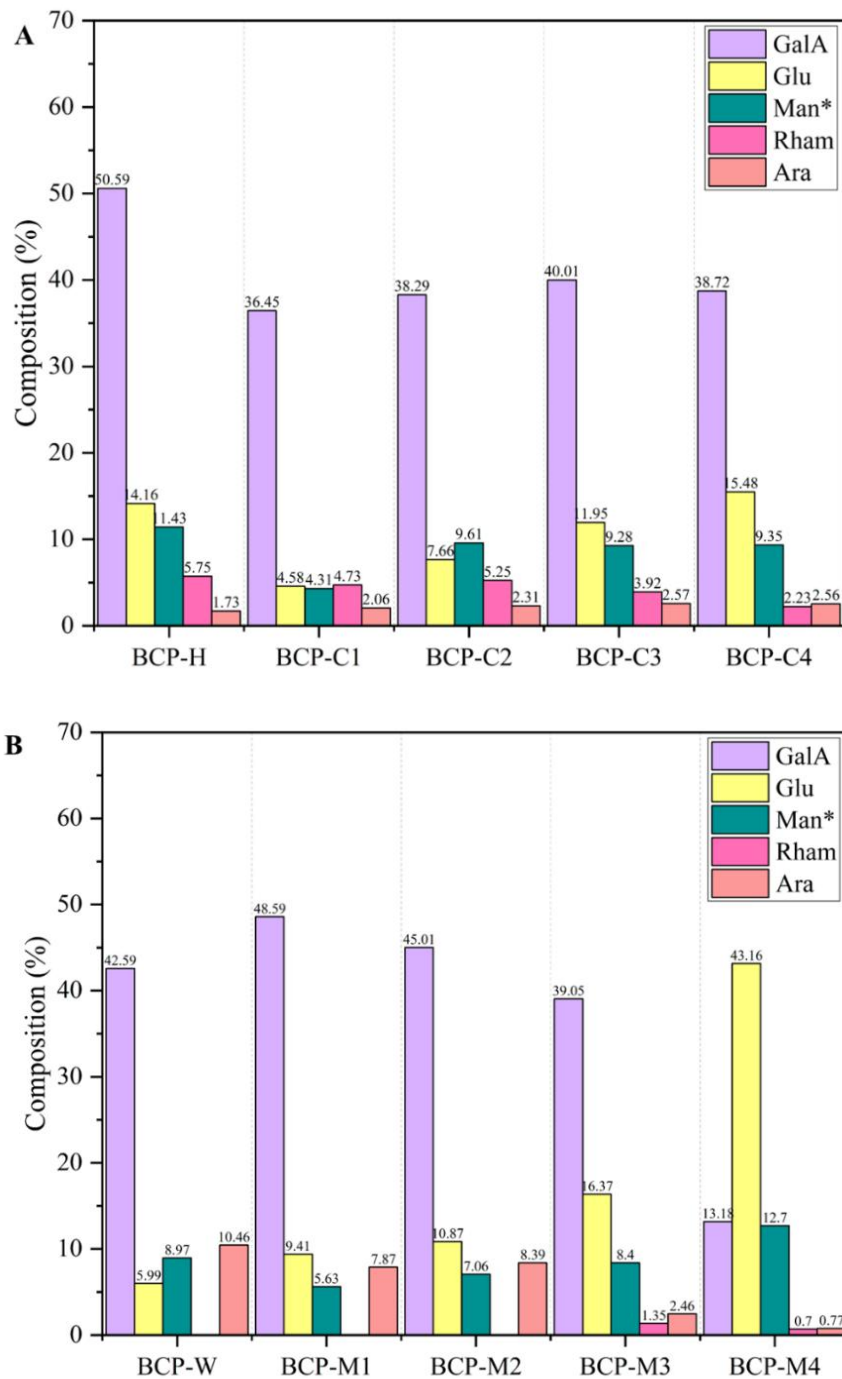 A
70
60
50
40
30
20
10
0
Composition (%)
GalA
Glu
Man*
Rham
Ara
50.59
14.16
11.43
5.75
1.73
36.45
4.58
4.31
4.73
2.06
38.29
7.66
9.61
5.25
2.31
40.01
11.95
9.28
3.92
2.57
38.72
15.48
9.35
2.23
2.56
BCP-H
BCP-C1
BCP-C2
BCP-C3
BCP-C4
B
70
60
50
40
30
20
10
0
Composition (%)
GalA
Glu
Man*
Rham
Ara
42.59
5.99
8.97
10.46
48.59
9.41
5.63
7.87
45.01
10.87
7.06
8.39
39.05
16.37
8.4
1.35
2.46
13.18
43.16
12.7
0.7
0.77
BCP-W
BCP-M1
BCP-M2
BCP-M3
BCP-M4